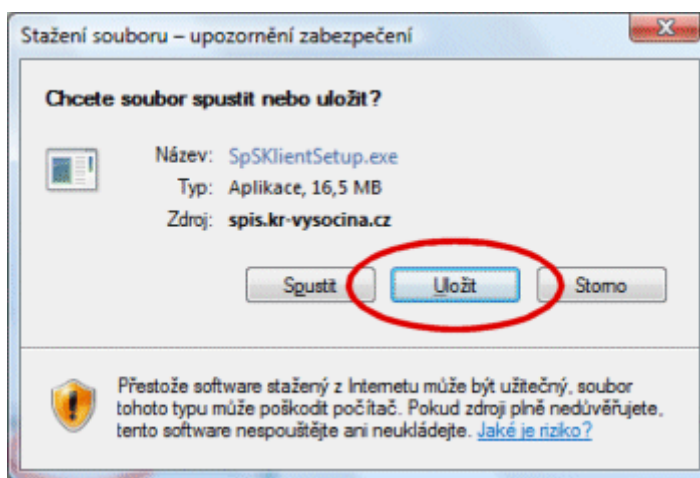 Stažení souboru – upozornění zabezpečení
Chcete soubor spustit nebo uložit?
Název: SpSKlientSetup.exe
Typ: Aplikace, 16,5 MB
Zdroj: spis.kr-vysocina.cz
Spustit Uložit Storno
Přestože software stažený z Internetu může být užitečný, soubor
tohoto typu může poškodit počítač. Pokud zdroji plně nedůvěřujete,
tento software nespouštějte ani neukládejte. Jaké je riziko?